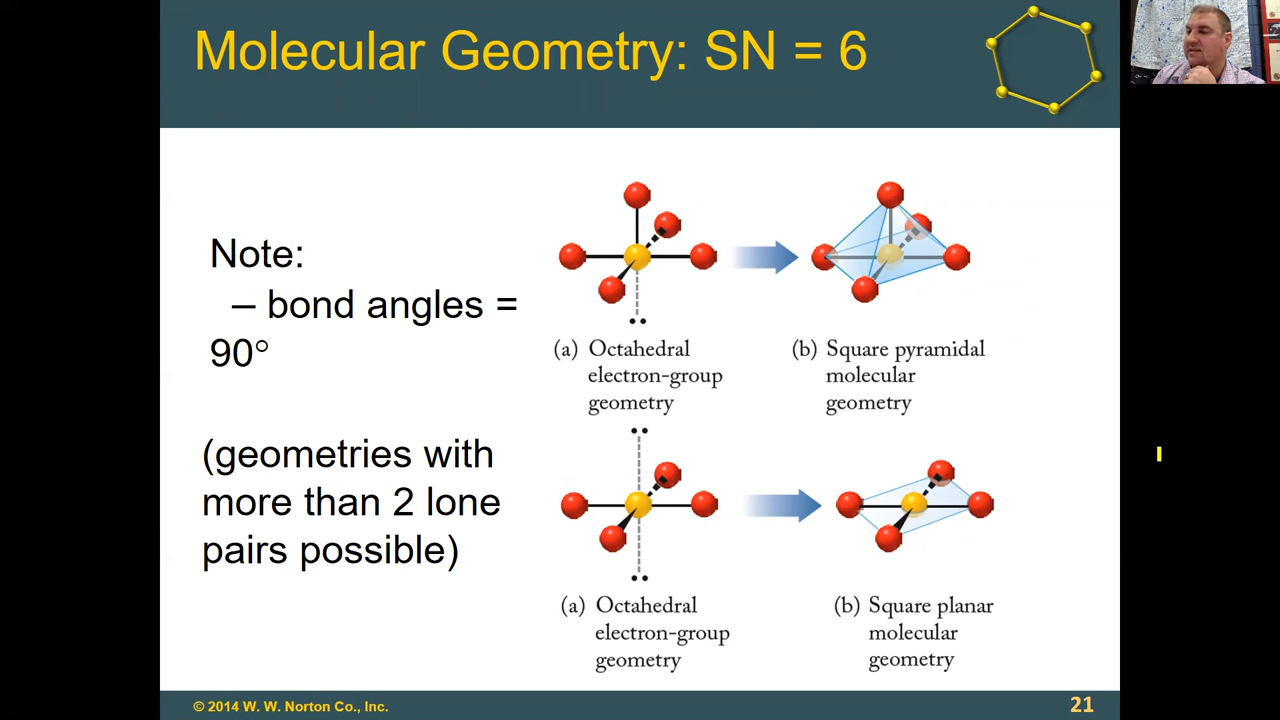 Molecular Geometry: SN = 6
Note:
– bond angles =
90°
(geometries with
more than 2 lone
pairs possible)
(a) Octahedral
electron-group
geometry
(b) Square pyramidal
molecular
geometry
(a) Octahedral
electron-group
geometry
(b) Square planar
molecular
geometry
© 2014 W. W. Norton Co., Inc.
21